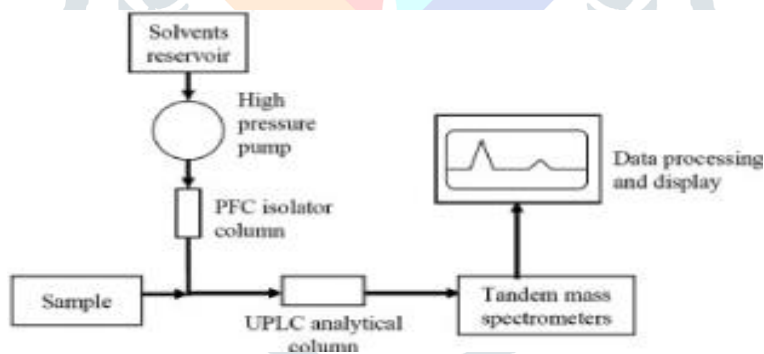 Solvents
reservoir
High
pressure
pump
PFC isolator
column
Data processing
and display
Sample
UPLC analytical
column
Tandem mass
spectrometers